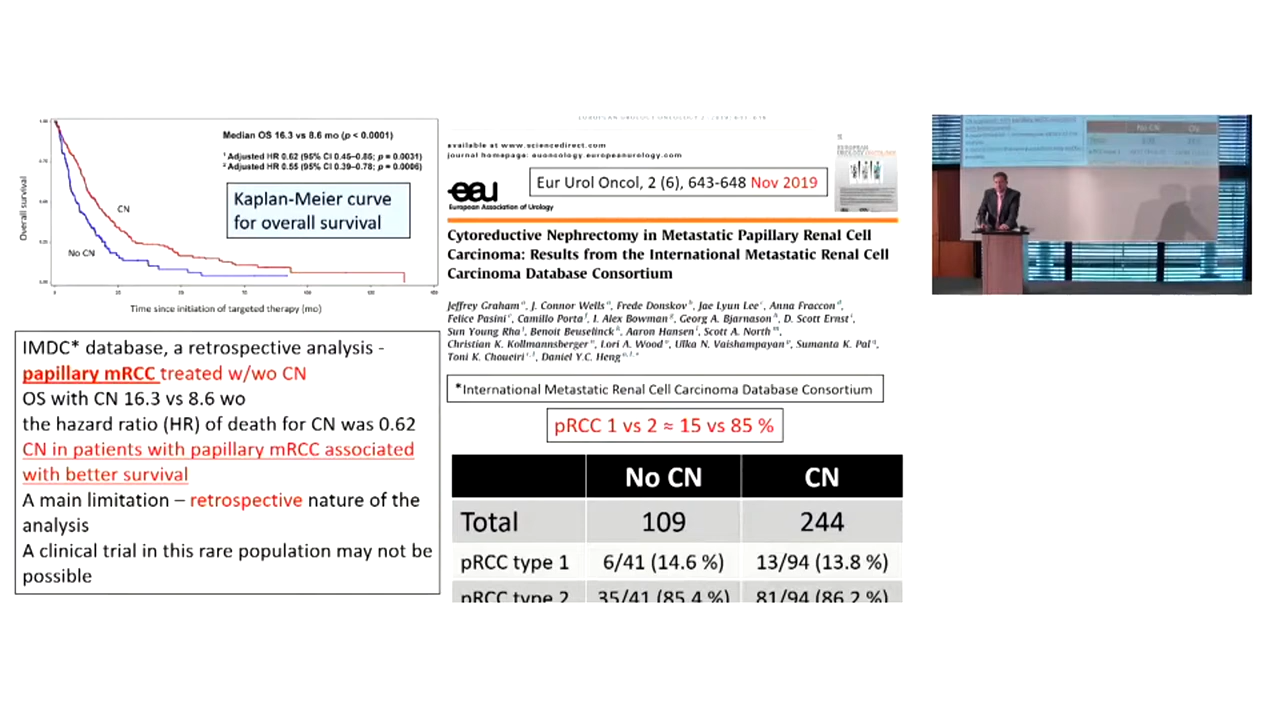 Median OS 16.3 vs 8.6 mo (p < 0.0001)
¹ Adjusted HR 0.62 (95% CI 0.45–0.85; p = 0.0031)
² Adjusted HR 0.55 (95% CI 0.39–0.78; p = 0.0006)
Kaplan-Meier curve
for overall survival
Overall survival
CN
No CN
Time since initiation of targeted therapy (mo)
IMDC* database, a retrospective analysis -
papillary mRCC treated w/wo CN
OS with CN 16.3 vs 8.6 wo
the hazard ratio (HR) of death for CN was 0.62
CN in patients with papillary mRCC associated
with better survival
A main limitation – retrospective nature of the
analysis
A clinical trial in this rare population may not be
possible
available at www.sciencedirect.com
journal homepage: euoncology.europeanurology.com
eau
European Association of Urology
Eur Urol Oncol, 2 (6), 643-648 Nov 2019
Cytoreductive Nephrectomy in Metastatic Papillary Renal Cell
Carcinoma: Results from the International Metastatic Renal Cell
Carcinoma Database Consortium
Jeffrey Graham, J. Connor Wells, Frede Donskov, Jae Lyun Lee, Anna Fraccon,
Felice Pasini, Camillo Porta, I. Alex Bowman, Georg A. Bjarnason, D. Scott Ernst,
Sun Young Rha, Benoit Beuselinck, Aaron Hansen, Scott A. North,
Christian K. Kollmannsberger, Lori A. Wood, Ulka N. Vaishampayan, Sumanta K. Pal,
Toni K. Choueiri, Daniel Y.C. Heng
*International Metastatic Renal Cell Carcinoma Database Consortium
pRCC 1 vs 2 ≈ 15 vs 85 %
No CN CN
Total 109 244
pRCC type 1 6/41 (14.6 %) 13/94 (13.8 %)
pRCC type 2 35/41 (85.4 %) 81/94 (86.2 %)
No CN